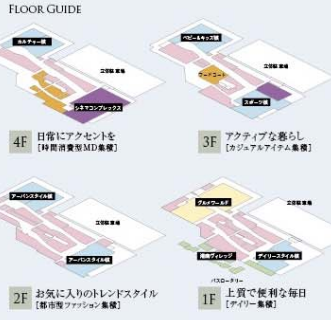 FLOOR GUIDE
カルチャー棟
立体駐車場
シネマコンプレックス
4F 日常にアクセントを
[時間消費型MD集積]
ベビー&キッズ棟
フードコート
立体駐車場
スポーツ棟
3F アクティブな暮らし
[カジュアルアイテム集積]
アーバンスタイル棟
立体駐車場
アーバンスタイル棟
2F お気に入りのトレンドスタイル
[都市型ファッション集積]
グルメワールド
立体駐車場
湘南ヴィレッジ
デイリースタイル棟
バスロータリー
1F 上質で便利な毎日
[デイリー集積]